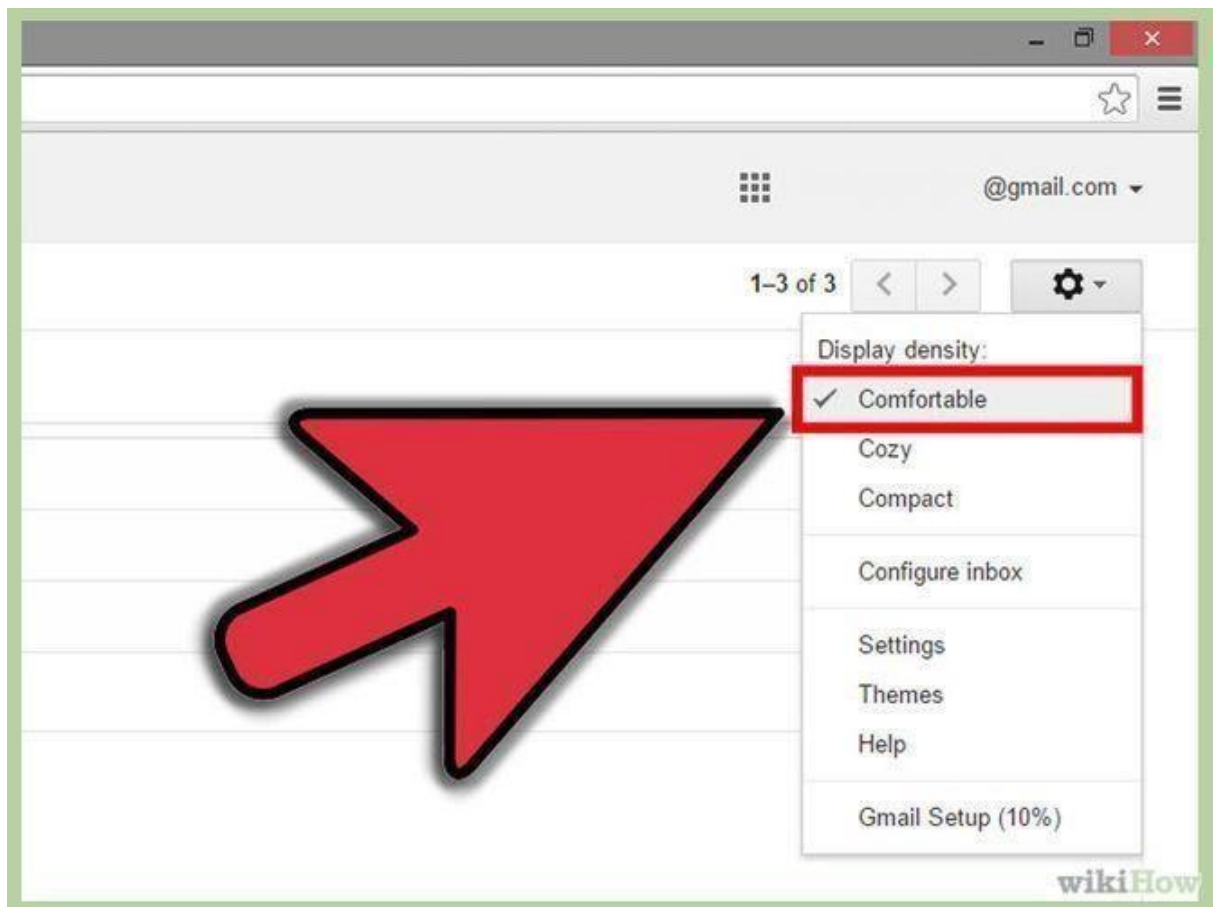 @gmail.com
1–3 of 3
Display density:
Comfortable
Cozy
Compact
Configure inbox
Settings
Themes
Help
Gmail Setup (10%)
wikiHow